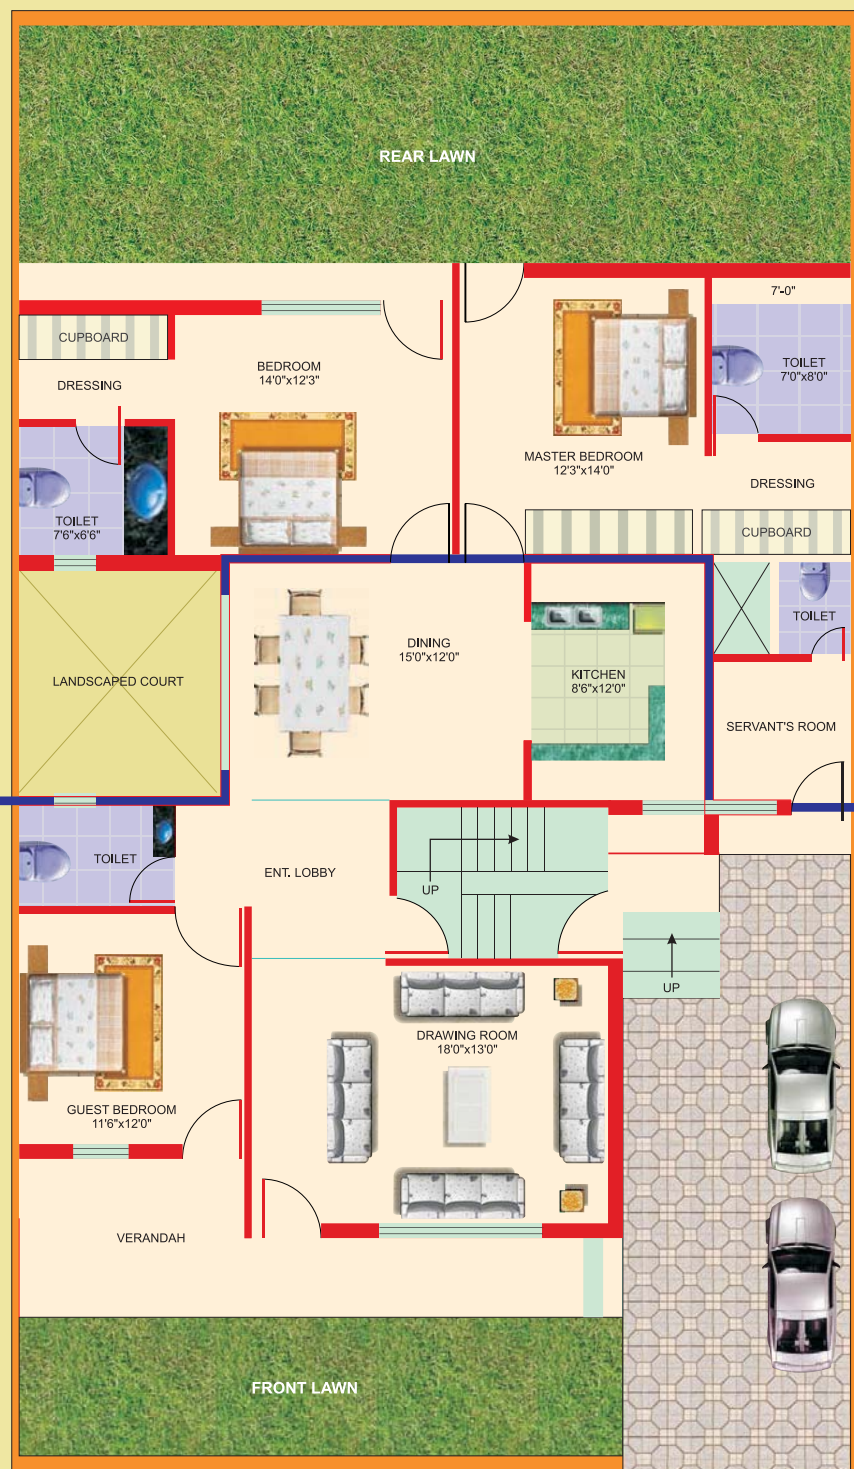 REAR LAWN
7'-0"
CUPBOARD
BEDROOM
14'0"x12'3"
TOILET
7'0"x8'0"
DRESSING
MASTER BEDROOM
12'3"x14'0"
DRESSING
TOILET
7'6"x6'6"
CUPBOARD
TOILET
DINING
15'0"x12'0"
LANDSCAPED COURT
KITCHEN
8'6"x12'0"
SERVANT'S ROOM
TOILET
ENT. LOBBY
UP
UP
DRAWING ROOM
18'0"x13'0"
GUEST BEDROOM
11'6"x12'0"
VERANDAH
FRONT LAWN